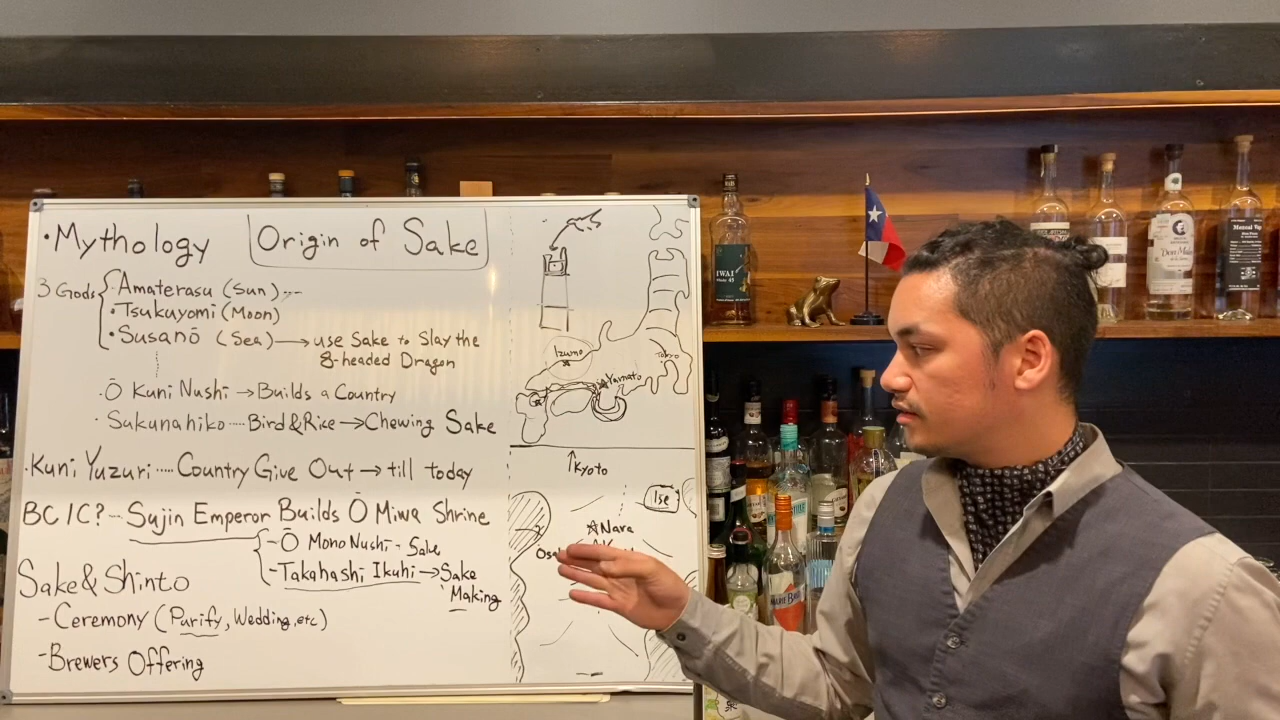 ·Mythology
Origin of Sake
3 Gods
·Amaterasu (Sun)
·Tsukuyomi (Moon)
·Susanō (Sea) → use Sake to Slay the
8-headed Dragon
·Ō Kuni Nushi → Builds a Country
·Sukunahiko ···· Bird & Rice → Chewing Sake
·Kuni Yuzuri ···· Country Give Out → till today
BC 1C? -- Sujin Emperor Builds Ō Miwa Shrine
- Ō Mono Nushi - Sake
- Takahashi Ikuhi → Sake
Making
Sake & Shinto
- Ceremony (Purify, Wedding, etc)
- Brewers Offering
Izumo
Tokyo
Yamato
↑Kyoto
Ise
☆Nara
IWAI